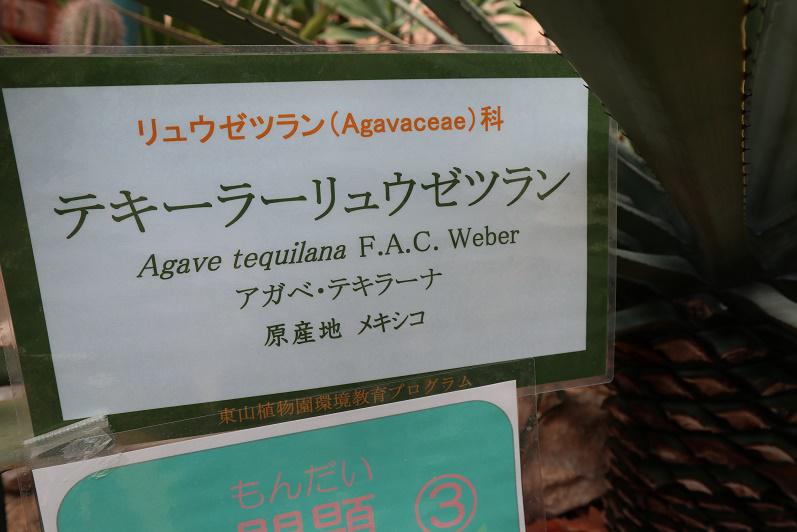 リュウゼツラン(Agavaceae)科
テキーラーリュウゼツラン
Agave tequilana F.A.C. Weber
アガベ・テキラーナ
原産地 メキシコ
東山植物園環境教育プログラム
もんだい
問題 ③